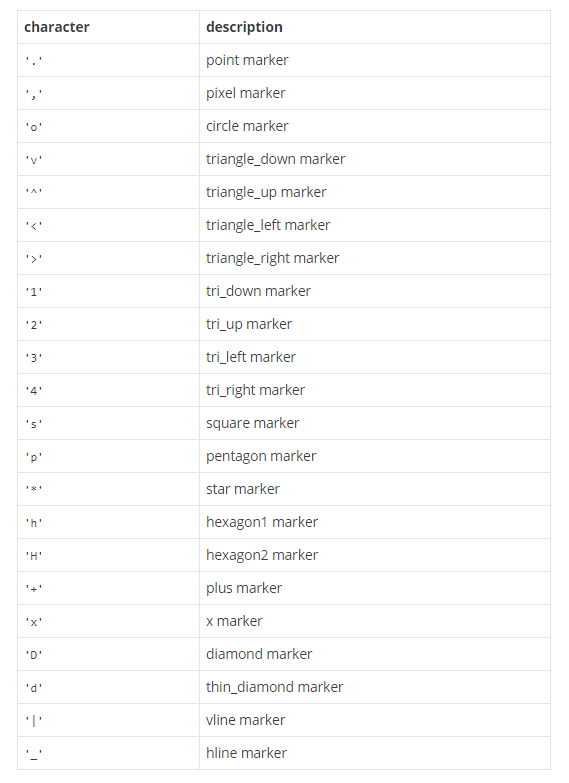 character description
'.' point marker
',' pixel marker
'o' circle marker
'v' triangle_down marker
'^' triangle_up marker
'<' triangle_left marker
'>' triangle_right marker
'1' tri_down marker
'2' tri_up marker
'3' tri_left marker
'4' tri_right marker
's' square marker
'p' pentagon marker
'*' star marker
'h' hexagon1 marker
'H' hexagon2 marker
'+' plus marker
'x' x marker
'D' diamond marker
'd' thin_diamond marker
'|' vline marker
'_' hline marker